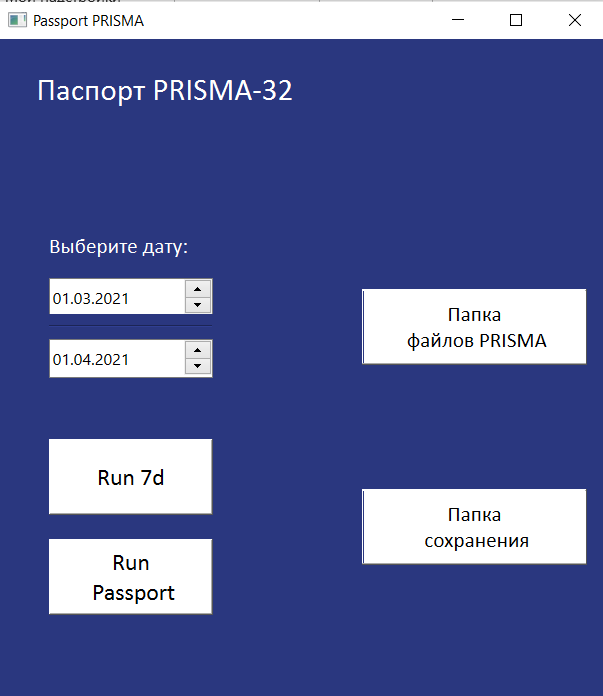 Passport PRISMA
Паспорт PRISMA-32
Выберите дату:
01.03.2021
Папка
файлов PRISMA
01.04.2021
Run 7d
Папка
сохранения
Run
Passport